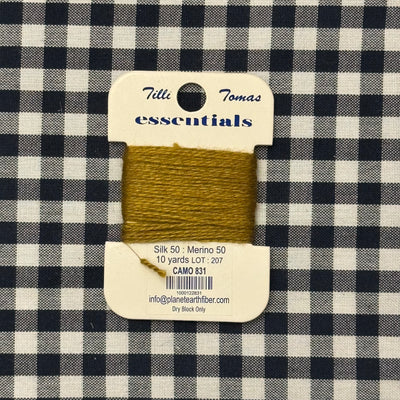 Tilli Tomas
essentials
Silk 50 : Merino 50
10 yards LOT : 207
CAMO 831
1000122831
info@planetearthfiber.com
Dry Block Only